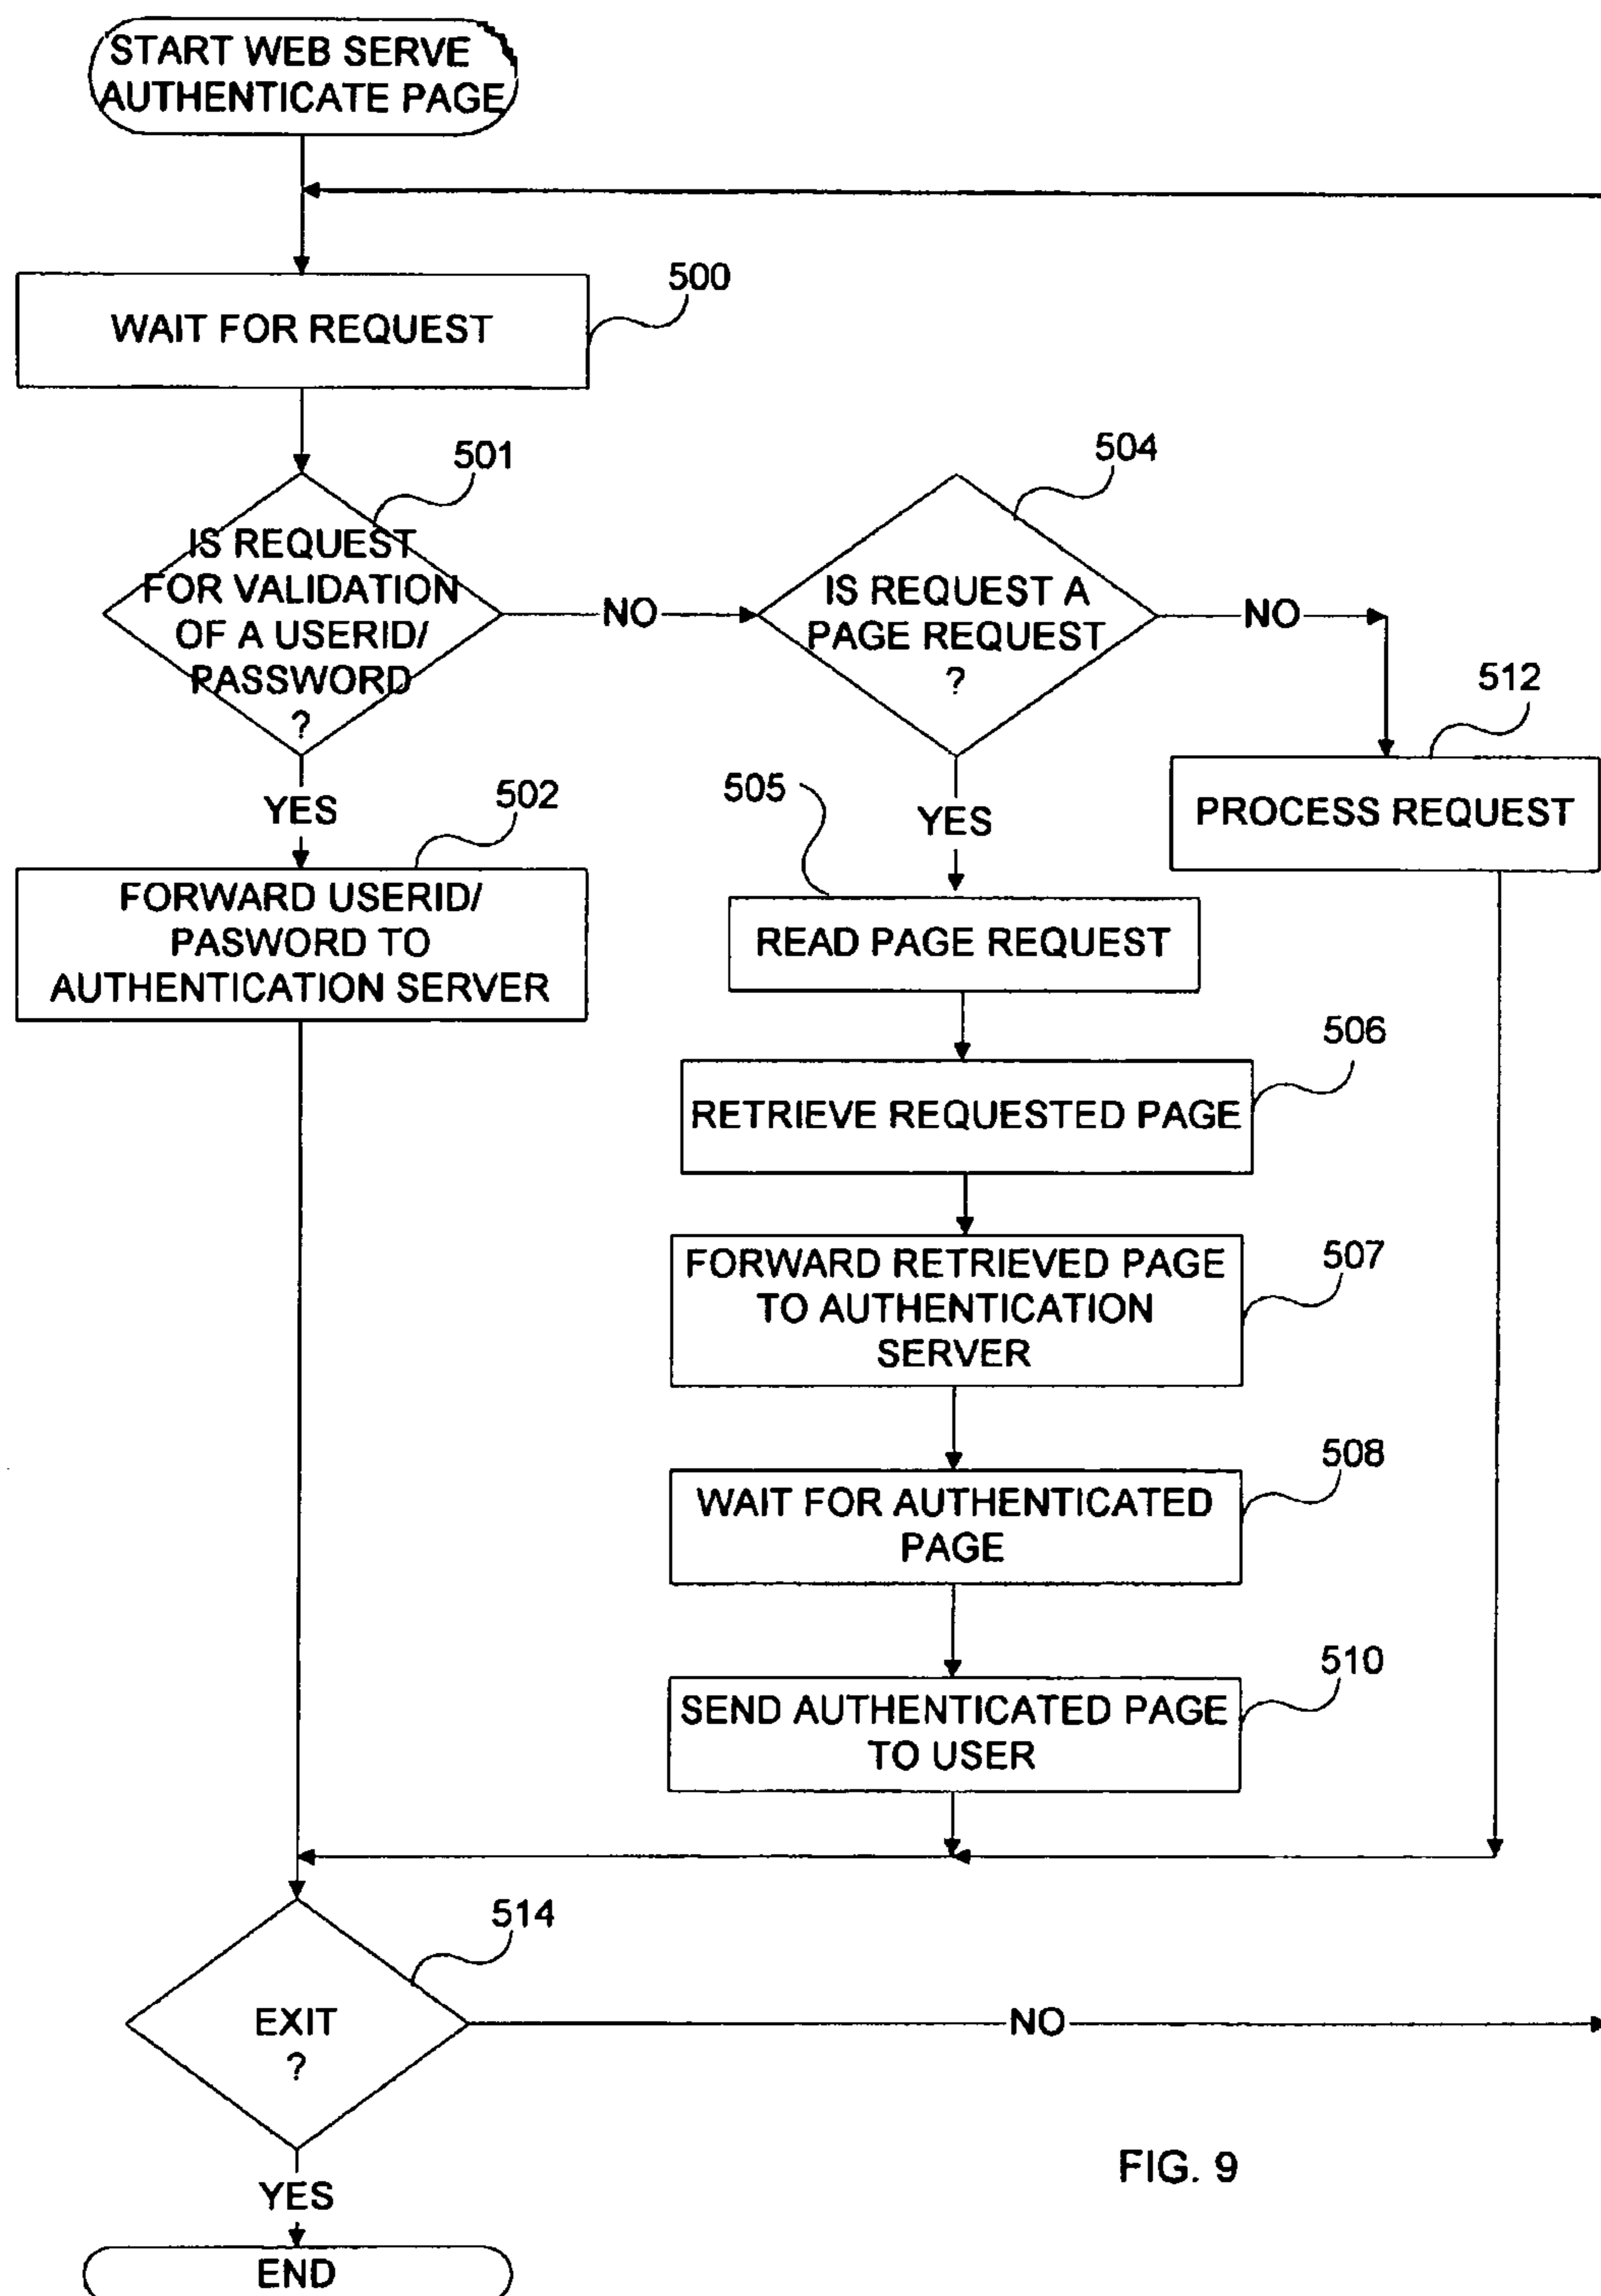 START WEB SERVE
AUTHENTICATE PAGE
WAIT FOR REQUEST
500
501
IS REQUEST
FOR VALIDATION
OF A USERID/
PASSWORD
?
NO
504
IS REQUEST A
PAGE REQUEST
?
NO
512
PROCESS REQUEST
YES
502
FORWARD USERID/
PASWORD TO
AUTHENTICATION SERVER
YES
505
READ PAGE REQUEST
506
RETRIEVE REQUESTED PAGE
507
FORWARD RETRIEVED PAGE
TO AUTHENTICATION
SERVER
508
WAIT FOR AUTHENTICATED
PAGE
510
SEND AUTHENTICATED PAGE
TO USER
514
EXIT
?
NO
YES
END
FIG. 9